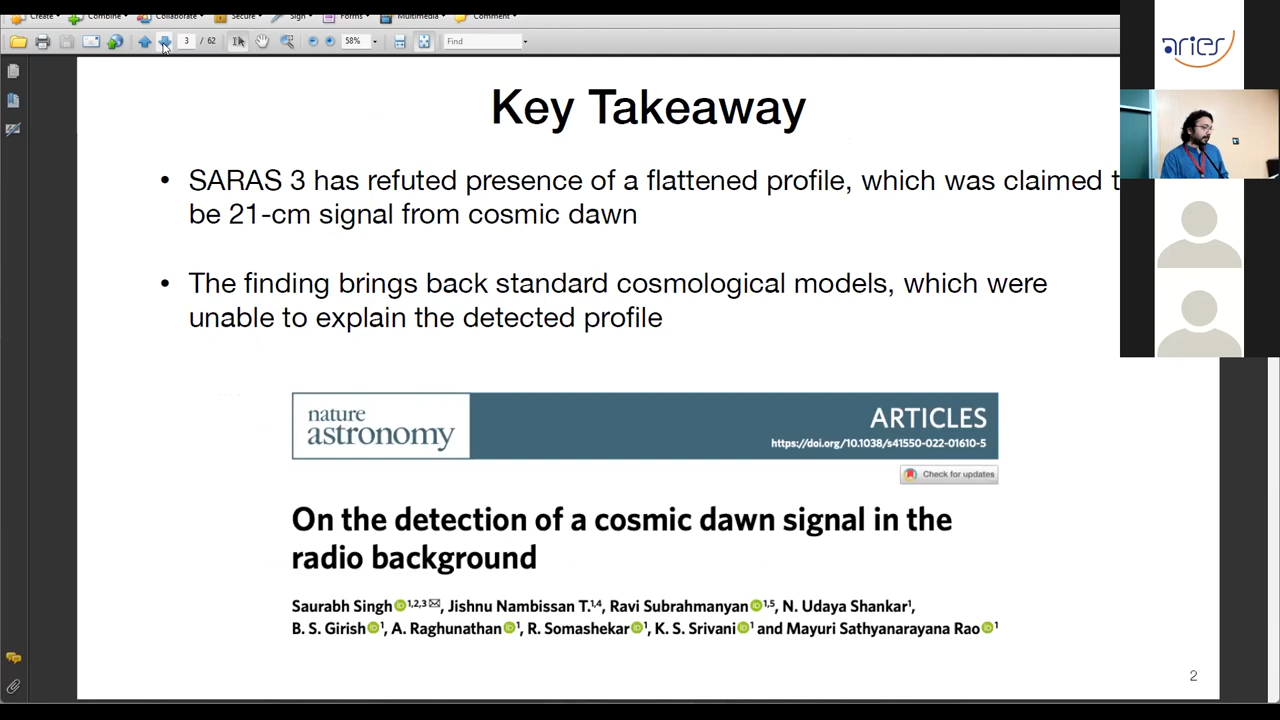 Create
Combine
Collaborate
Secure
Sign
Forms
Multimedia
Comment
3 / 62
58%
Find
aries
Key Takeaway
• SARAS 3 has refuted presence of a flattened profile, which was claimed t
be 21-cm signal from cosmic dawn
• The finding brings back standard cosmological models, which were
unable to explain the detected profile
nature
astronomy
ARTICLES
https://doi.org/10.1038/s41550-022-01610-5
Check for updates
On the detection of a cosmic dawn signal in the
radio background
Saurabh Singh 1,2,3 ✉, Jishnu Nambissan T.1,4, Ravi Subrahmanyan 1,5, N. Udaya Shankar1,
B. S. Girish 1, A. Raghunathan 1, R. Somashekar 1, K. S. Srivani 1 and Mayuri Sathyanarayana Rao 1
2